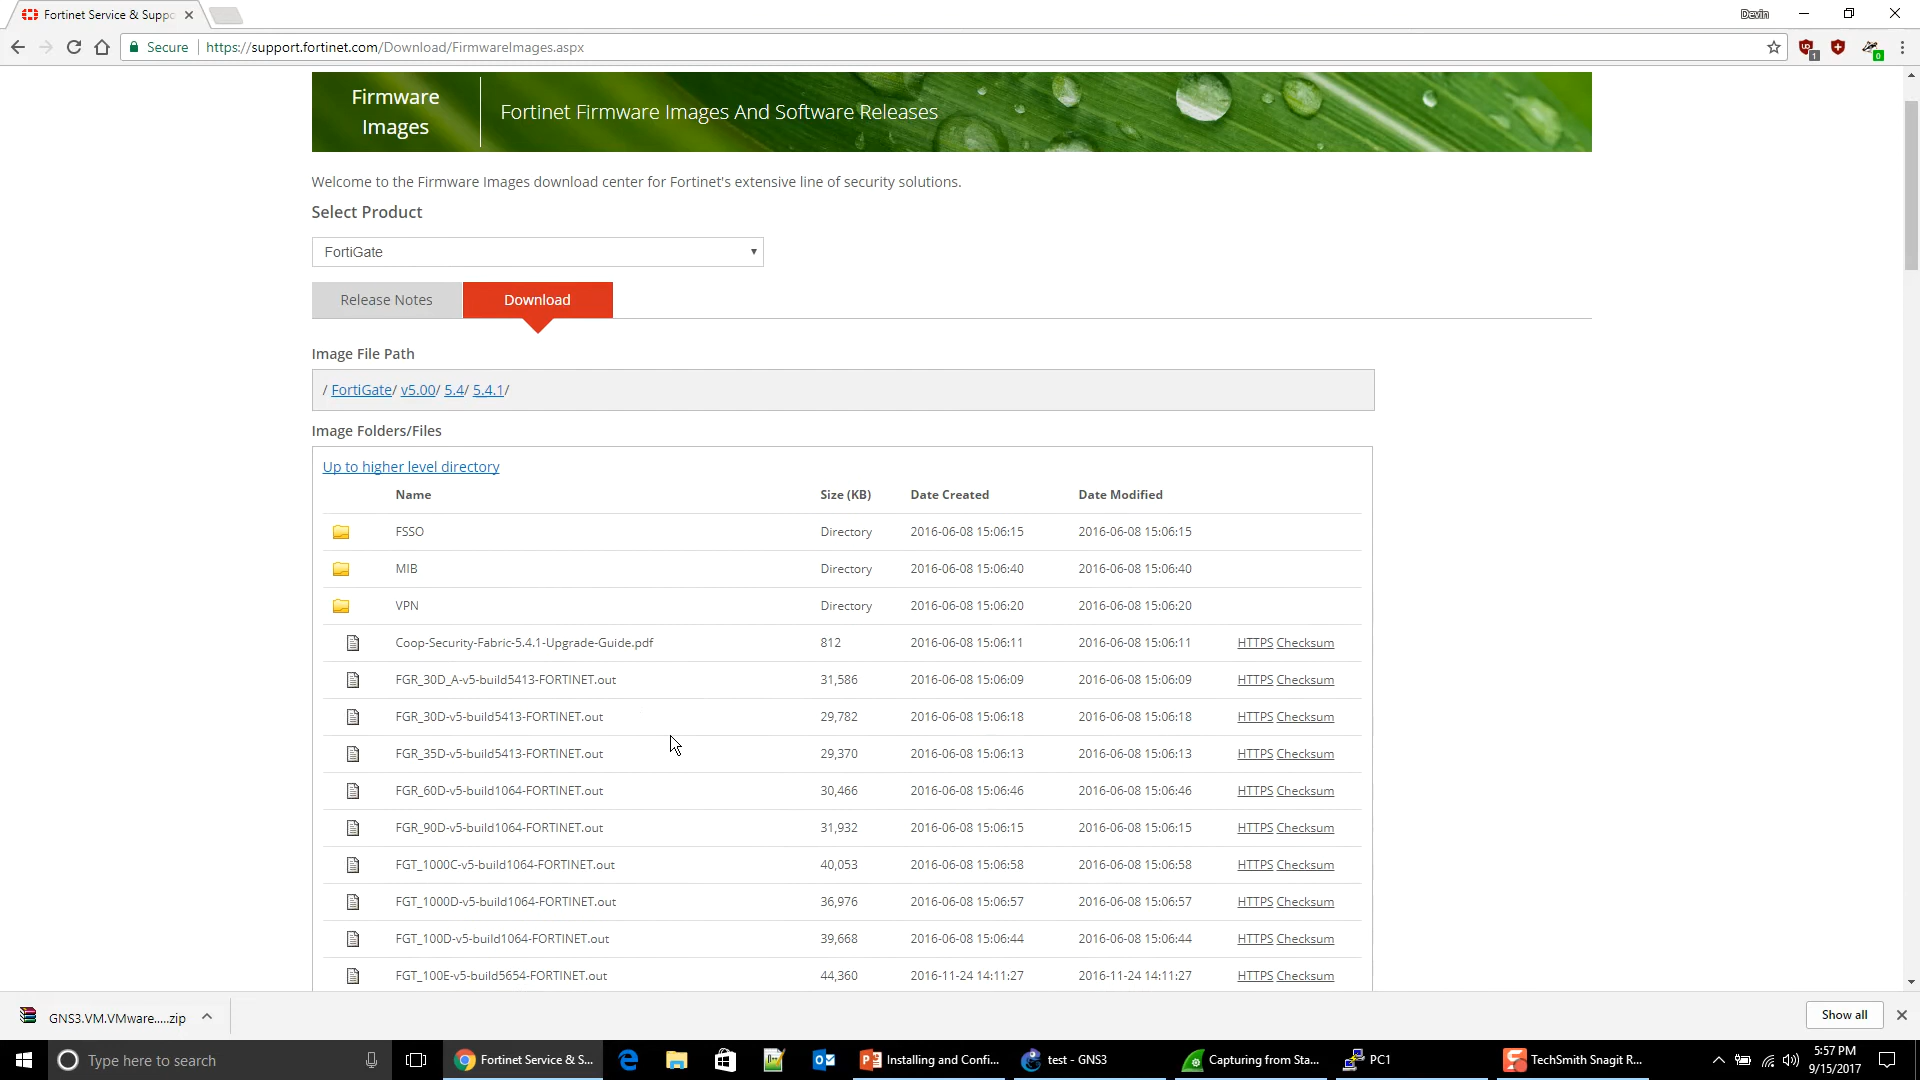 Fortinet Service & Suppo
Devin
Secure
https://support.fortinet.com/Download/FirmwareImages.aspx
1
0
Firmware
Images
Fortinet Firmware Images And Software Releases
Welcome to the Firmware Images download center for Fortinet's extensive line of security solutions.
Select Product
FortiGate
Release Notes
Download
Image File Path
/ FortiGate/ v5.00/ 5.4/ 5.4.1/
Image Folders/Files
Up to higher level directory
Name Size (KB) Date Created Date Modified
FSSO Directory 2016-06-08 15:06:15 2016-06-08 15:06:15
MIB Directory 2016-06-08 15:06:40 2016-06-08 15:06:40
VPN Directory 2016-06-08 15:06:20 2016-06-08 15:06:20
Coop-Security-Fabric-5.4.1-Upgrade-Guide.pdf 812 2016-06-08 15:06:11 2016-06-08 15:06:11 HTTPS Checksum
FGR_30D_A-v5-build5413-FORTINET.out 31,586 2016-06-08 15:06:09 2016-06-08 15:06:09 HTTPS Checksum
FGR_30D-v5-build5413-FORTINET.out 29,782 2016-06-08 15:06:18 2016-06-08 15:06:18 HTTPS Checksum
FGR_35D-v5-build5413-FORTINET.out 29,370 2016-06-08 15:06:13 2016-06-08 15:06:13 HTTPS Checksum
FGR_60D-v5-build1064-FORTINET.out 30,466 2016-06-08 15:06:46 2016-06-08 15:06:46 HTTPS Checksum
FGR_90D-v5-build1064-FORTINET.out 31,932 2016-06-08 15:06:15 2016-06-08 15:06:15 HTTPS Checksum
FGT_1000C-v5-build1064-FORTINET.out 40,053 2016-06-08 15:06:58 2016-06-08 15:06:58 HTTPS Checksum
FGT_1000D-v5-build1064-FORTINET.out 36,976 2016-06-08 15:06:57 2016-06-08 15:06:57 HTTPS Checksum
FGT_100D-v5-build1064-FORTINET.out 39,668 2016-06-08 15:06:44 2016-06-08 15:06:44 HTTPS Checksum
FGT_100E-v5-build5654-FORTINET.out 44,360 2016-11-24 14:11:27 2016-11-24 14:11:27 HTTPS Checksum
GNS3.VM.VMware.....zip
Show all
Type here to search
Fortinet Service & S...
Installing and Confi...
test - GNS3
Capturing from Sta...
PC1
TechSmith Snagit R...
5:57 PM
9/15/2017